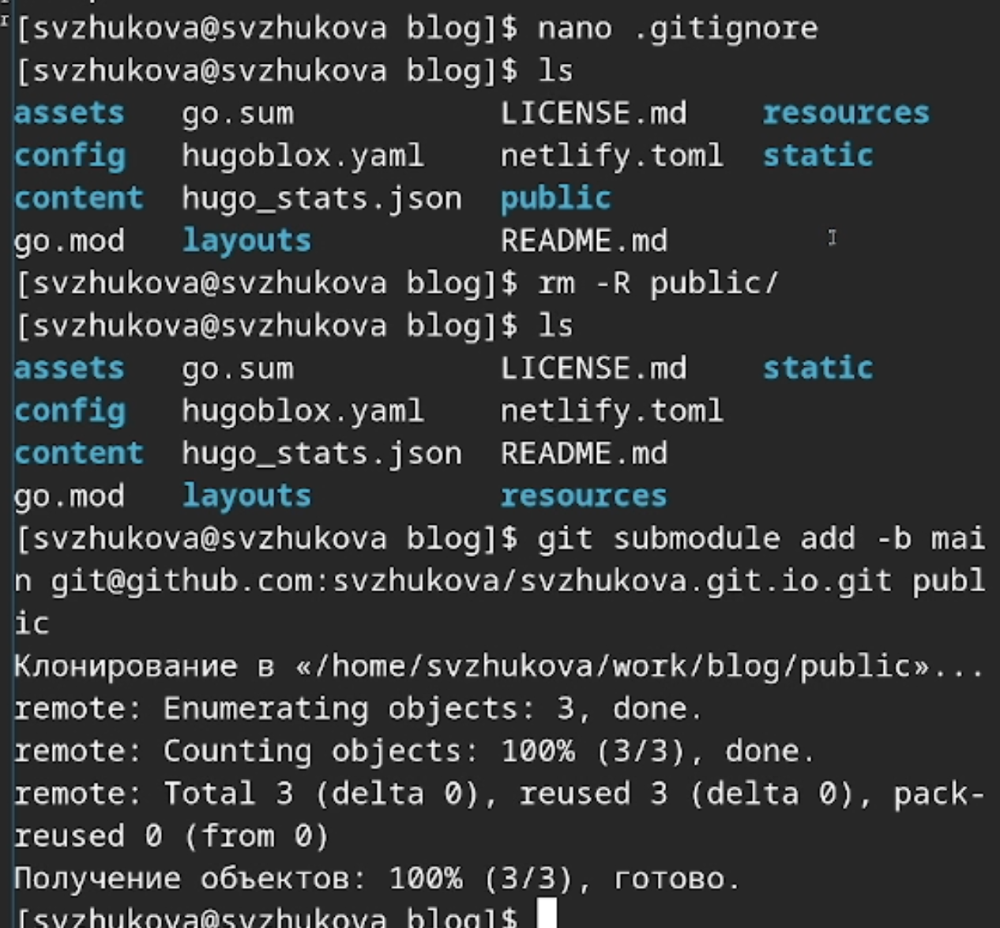 [svzhukova@svzhukova blog]$ nano .gitignore
[svzhukova@svzhukova blog]$ ls
assets go.sum LICENSE.md resources
config hugoblox.yaml netlify.toml static
content hugo_stats.json public
go.mod layouts README.md
[svzhukova@svzhukova blog]$ rm -R public/
[svzhukova@svzhukova blog]$ ls
assets go.sum LICENSE.md static
config hugoblox.yaml netlify.toml
content hugo_stats.json README.md
go.mod layouts resources
[svzhukova@svzhukova blog]$ git submodule add -b mai
n git@github.com:svzhukova/svzhukova.git.io.git publ
ic
Клонирование в «/home/svzhukova/work/blog/public»...
remote: Enumerating objects: 3, done.
remote: Counting objects: 100% (3/3), done.
remote: Total 3 (delta 0), reused 3 (delta 0), pack-
reused 0 (from 0)
Получение объектов: 100% (3/3), готово.
[svzhukova@svzhukova blog]$